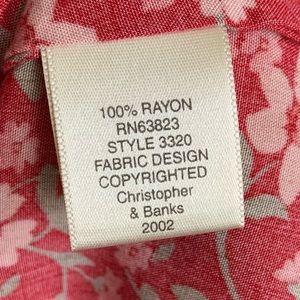 100% RAYON
RN63823
STYLE 3320
FABRIC DESIGN
COPYRIGHTED
Christopher
& Banks
2002